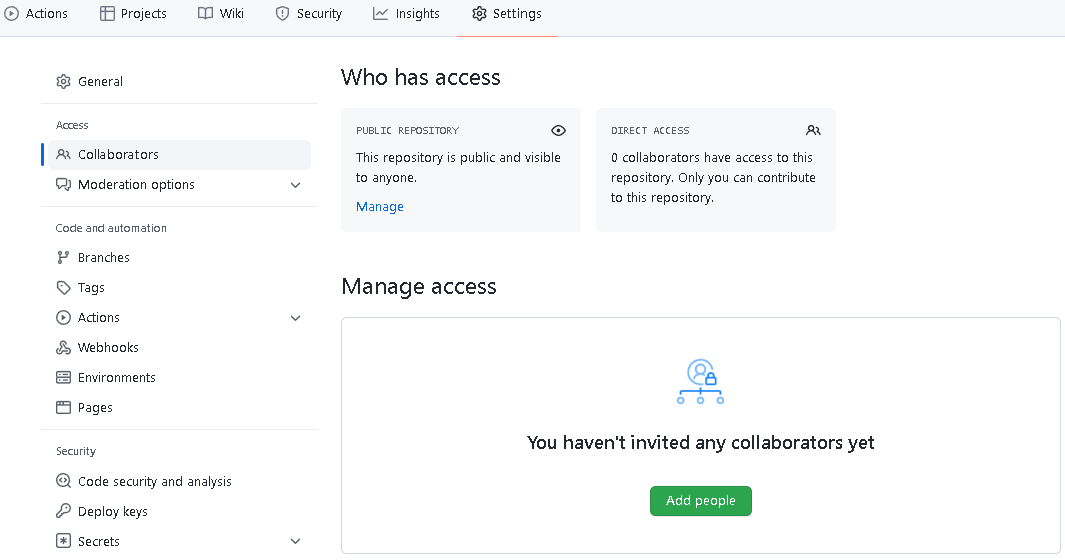 Actions Projects Wiki Security Insights Settings
General
Access
Collaborators
Moderation options
Code and automation
Branches
Tags
Actions
Webhooks
Environments
Pages
Security
Code security and analysis
Deploy keys
Secrets
Who has access
PUBLIC REPOSITORY
This repository is public and visible
to anyone.
Manage
DIRECT ACCESS
0 collaborators have access to this
repository. Only you can contribute
to this repository.
Manage access
You haven't invited any collaborators yet
Add people